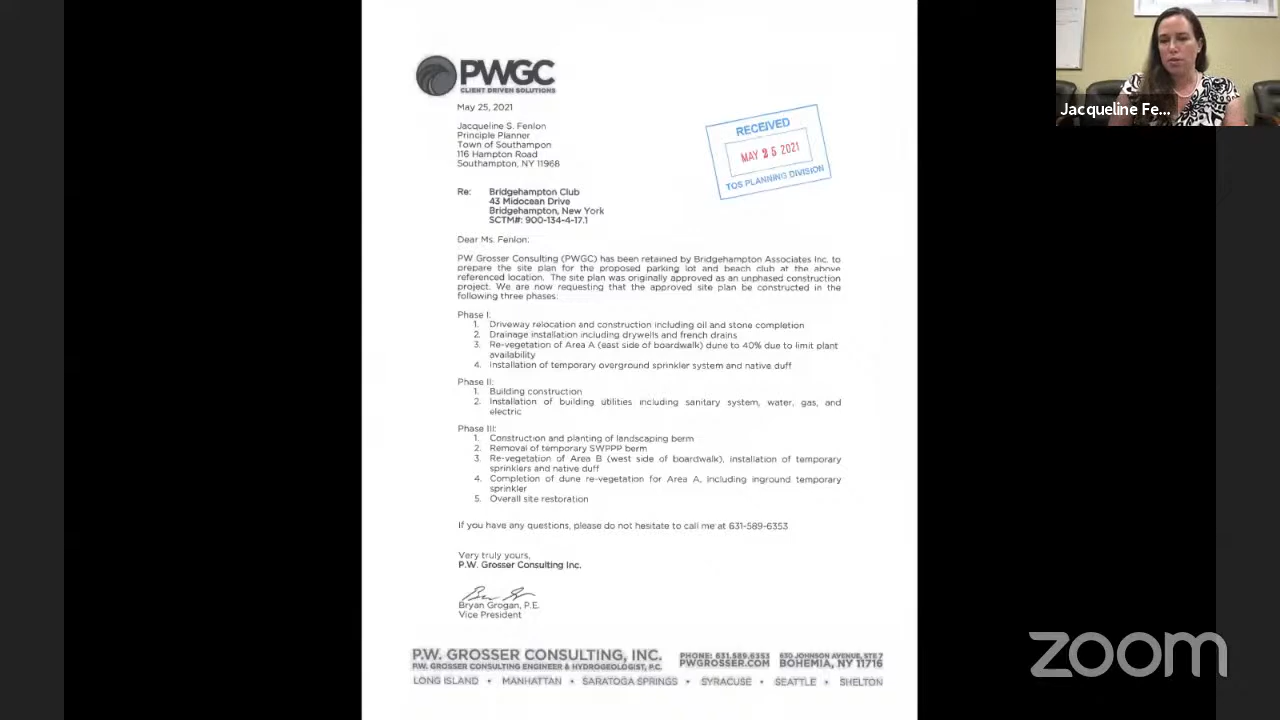 PWGC
CLIENT DRIVEN SOLUTIONS
May 25, 2021
Jacqueline S. Fenlon
Principle Planner
Town of Southampon
116 Hampton Road
Southampton, NY 11968
RECEIVED
MAY 25 2021
TOS PLANNING DIVISION
Re: Bridgehampton Club
43 Midocean Drive
Bridgehampton, New York
SCTM#: 900-134-4-17.1
Dear Ms. Fenlon:
PW Grosser Consulting (PWGC) has been retained by Bridgehampton Associates Inc. to
prepare the site plan for the proposed parking lot and beach club at the above
referenced location. The site plan was originally approved as an unphased construction
project. We are now requesting that the approved site plan be constructed in the
following three phases:
Phase I:
1. Driveway relocation and construction including oil and stone completion
2. Drainage installation including drywells and french drains
3. Re-vegetation of Area A (east side of boardwalk) dune to 40% due to limit plant
availability
4. Installation of temporary overground sprinkler system and native duff
Phase II:
1. Building construction
2. Installation of building utilities including sanitary system, water, gas, and
electric
Phase III:
1. Construction and planting of landscaping berm
2. Removal of temporary SWPPP berm
3. Re-vegetation of Area B (west side of boardwalk), installation of temporary
sprinklers and native duff
4. Completion of dune re-vegetation for Area A, including inground temporary
sprinkler
5. Overall site restoration
If you have any questions, please do not hesitate to call me at 631-589-6353
Very truly yours,
P.W. Grosser Consulting Inc.
Bryan Grogan, P.E.
Vice President
P.W. GROSSER CONSULTING, INC.
P.W. GROSSER CONSULTING ENGINEER & HYDROGEOLOGIST, P.C.
PHONE: 631.589.6353
PWGROSSER.COM
630 JOHNSON AVENUE, STE 7
BOHEMIA, NY 11716
LONG ISLAND • MANHATTAN • SARATOGA SPRINGS • SYRACUSE • SEATTLE • SHELTON
Jacqueline Fe...
zoom